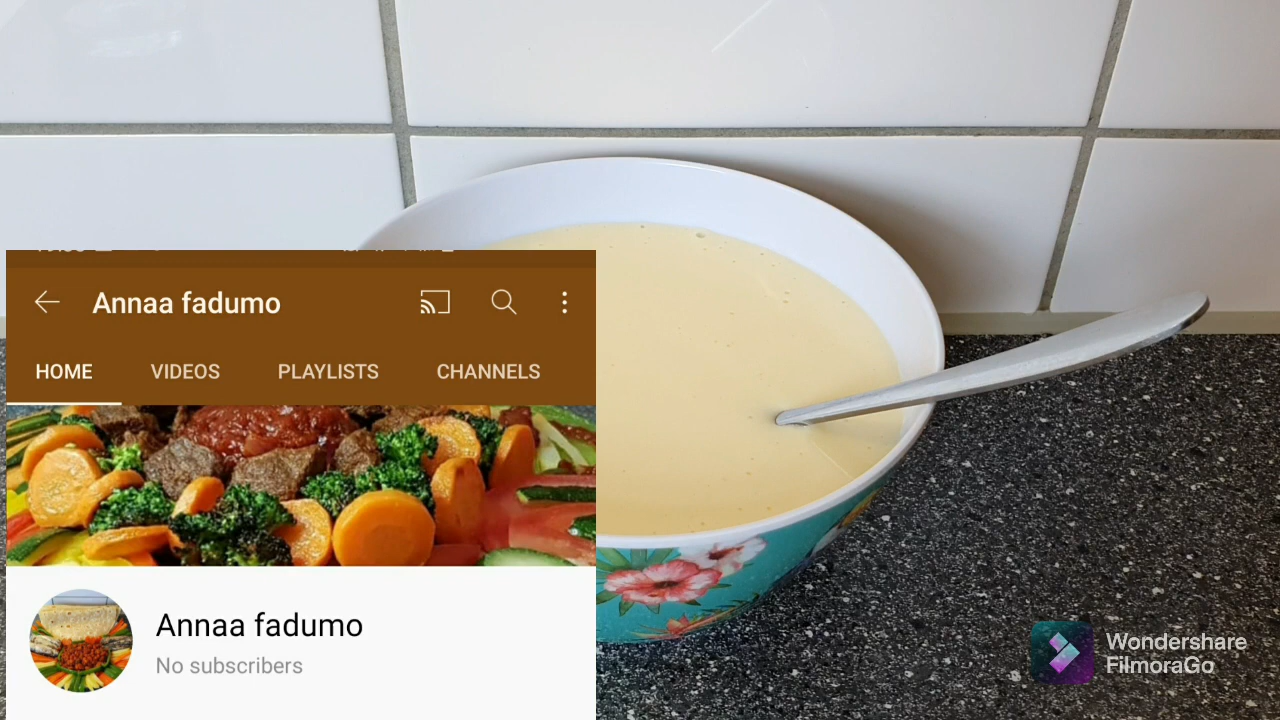 Annaa fadumo
HOME VIDEOS PLAYLISTS CHANNELS
Annaa fadumo
No subscribers
Wondershare
FilmoraGo